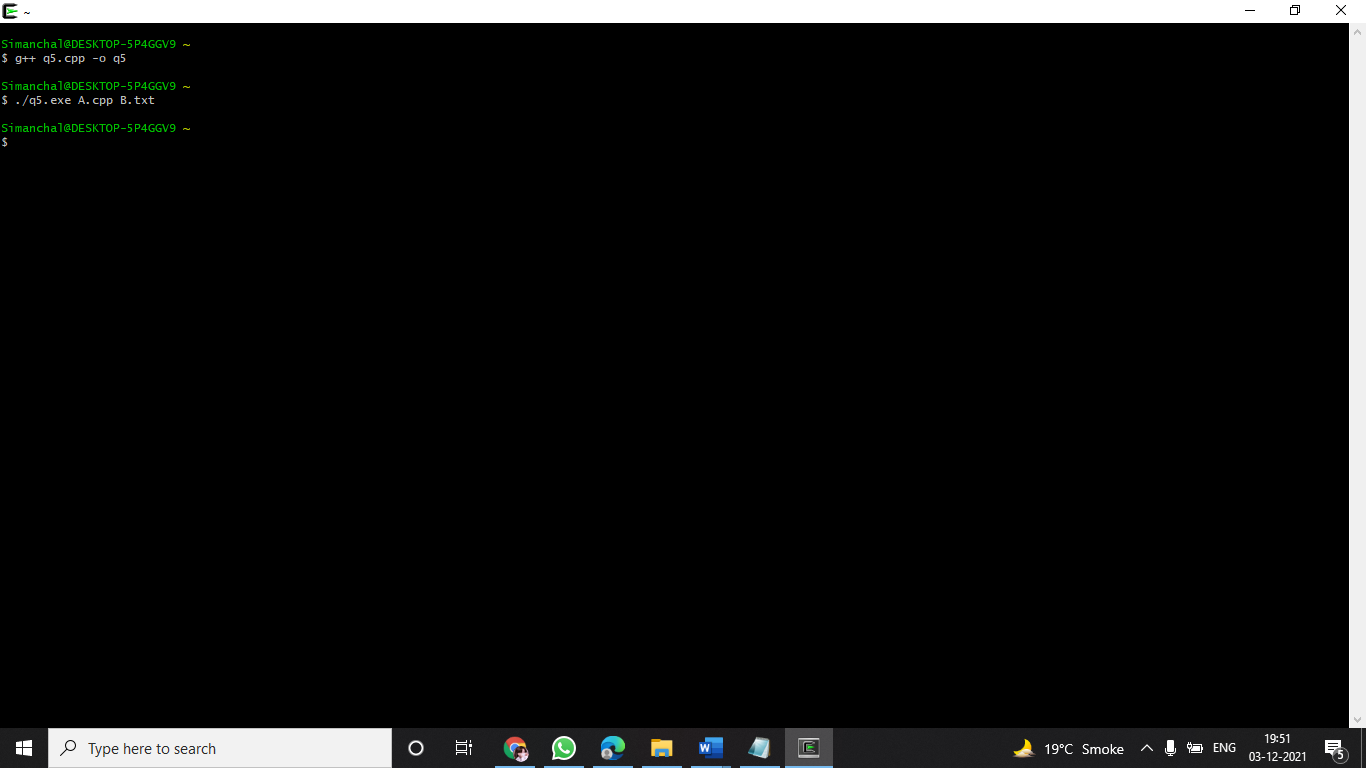 ~
Simanchal@DESKTOP-5P4GGV9 ~
$ g++ q5.cpp -o q5
Simanchal@DESKTOP-5P4GGV9 ~
$ ./q5.exe A.cpp B.txt
Simanchal@DESKTOP-5P4GGV9 ~
$
Type here to search
19°C Smoke
ENG
19:51
03-12-2021
5